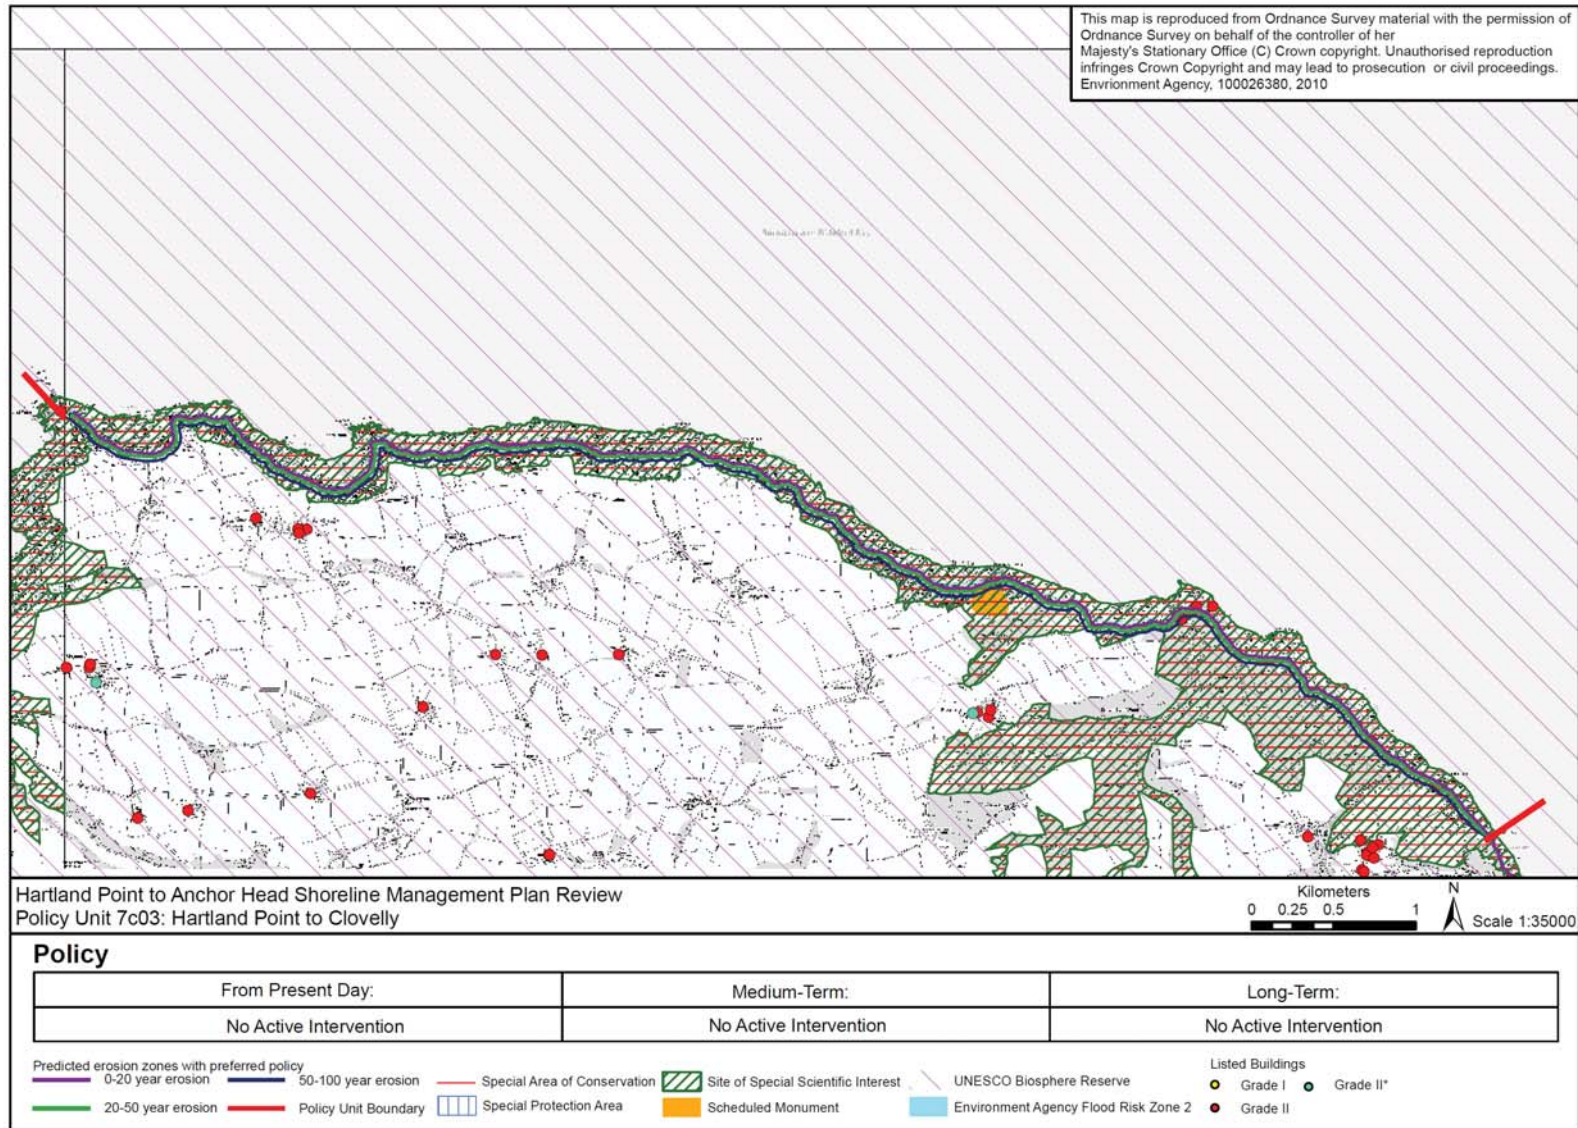 This map is reproduced from Ordnance Survey material with the permission of
Ordnance Survey on behalf of the controller of her
Majesty's Stationary Office (C) Crown copyright. Unauthorised reproduction
infringes Crown Copyright and may lead to prosecution or civil proceedings.
Envrionment Agency, 100026380, 2010
Hartland Point to Anchor Head Shoreline Management Plan Review
Policy Unit 7c03: Hartland Point to Clovelly
Kilometers
0 0.25 0.5 1
N
Scale 1:35000
Policy
From Present Day: Medium-Term: Long-Term:
No Active Intervention No Active Intervention No Active Intervention
Predicted erosion zones with preferred policy
0-20 year erosion
50-100 year erosion
Special Area of Conservation
Site of Special Scientific Interest
UNESCO Biosphere Reserve
20-50 year erosion
Policy Unit Boundary
Special Protection Area
Scheduled Monument
Environment Agency Flood Risk Zone 2
Listed Buildings
Grade I
Grade II*
Grade II